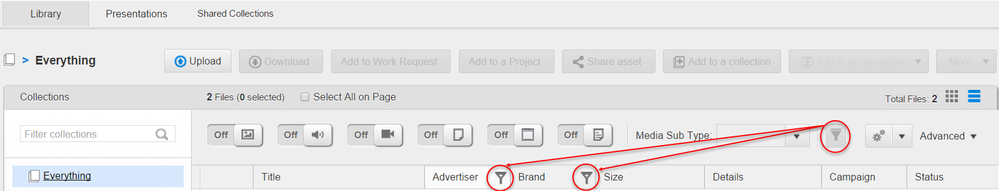 Library Presentations Shared Collections
> Everything Upload Download Add to Work Request Add to a Project Share asset Add to a collection Add to presentation More
Collections 2 Files (0 selected) Select All on Page Total Files: 2
Filter collections Off Off Off Off Off Off Media Sub Type: Advanced
Everything Title Advertiser Brand Size Details Campaign Status